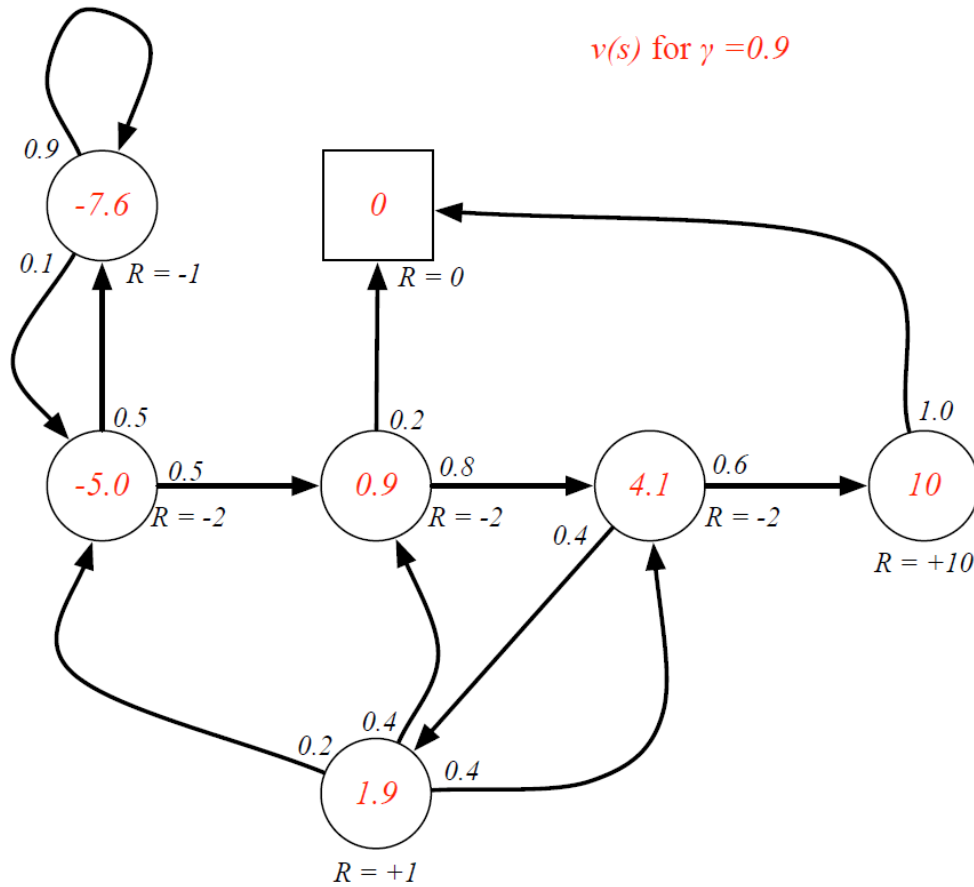 v(s) for γ =0.9
0.9
-7.6
0
0.1
R = -1
R = 0
0.5
0.2
1.0
-5.0
0.5
0.9
0.8
4.1
0.6
10
R = -2
R = -2
R = -2
0.4
R = +10
0.4
0.2
0.4
1.9
R = +1